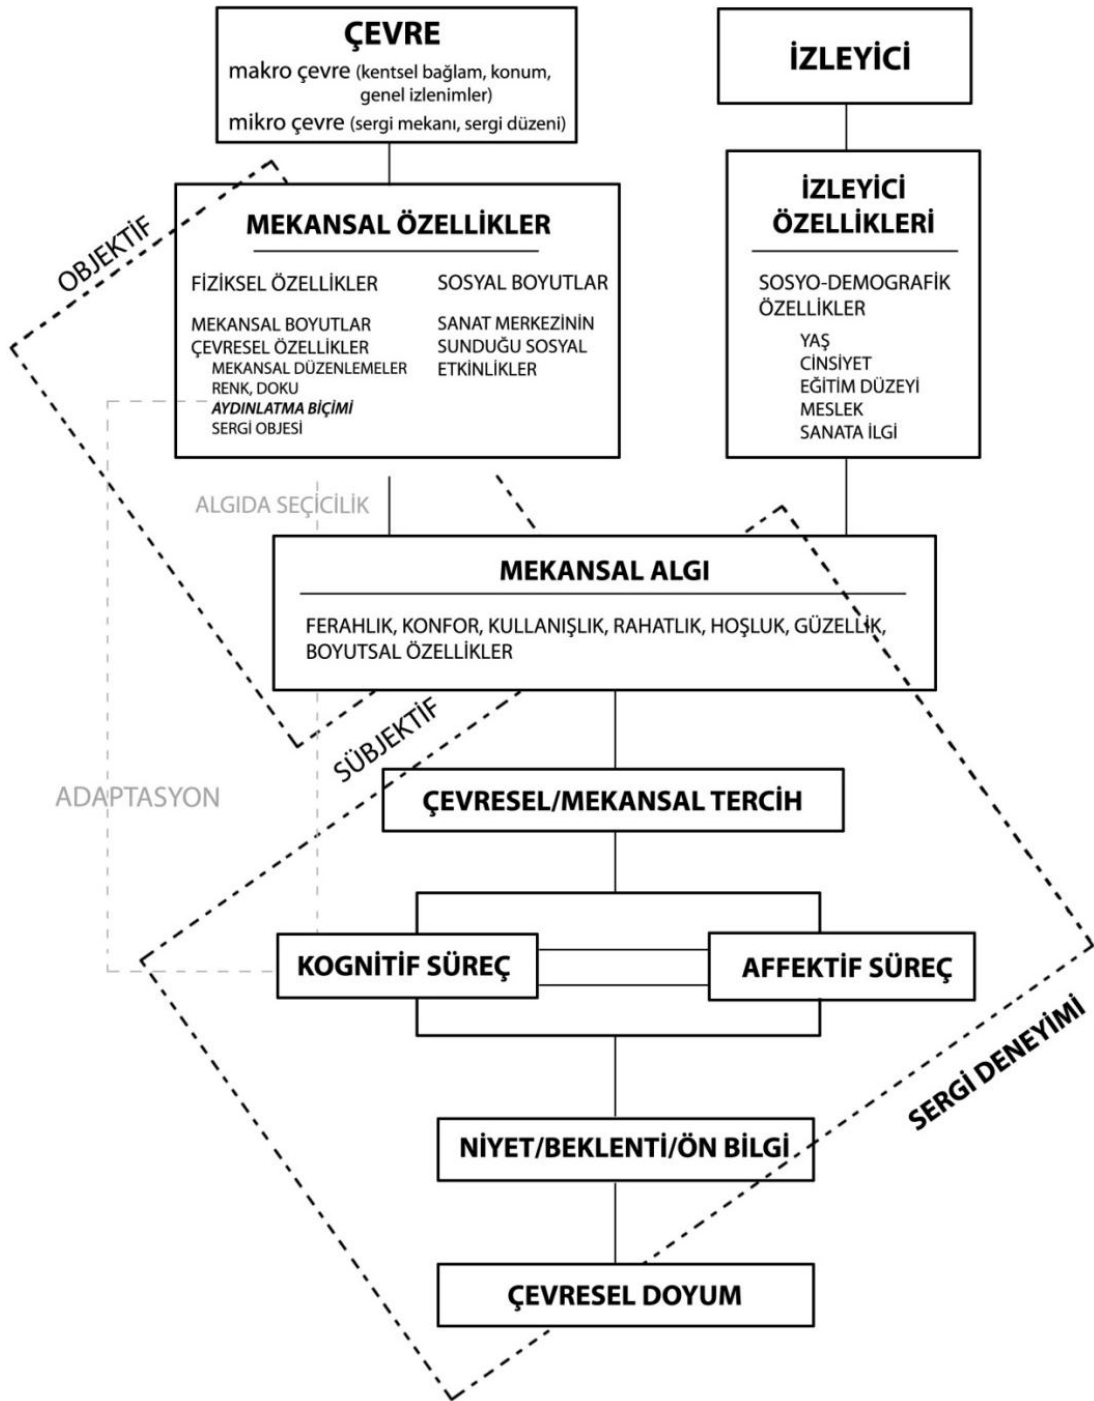 ÇEVRE
makro çevre (kentsel bağlam, konum,
genel izlenimler)
mikro çevre (sergi mekanı, sergi düzeni)
İZLEYİCİ
OBJEKTİF
MEKANSAL ÖZELLİKLER
FİZİKSEL ÖZELLİKLER
MEKANSAL BOYUTLAR
ÇEVRESEL ÖZELLİKLER
MEKANSAL DÜZENLEMELER
RENK, DOKU
AYDINLATMA BİÇİMİ
SERGİ OBJESİ
SOSYAL BOYUTLAR
SANAT MERKEZİNİN
SUNDUĞU SOSYAL
ETKİNLİKLER
İZLEYİCİ
ÖZELLİKLERİ
SOSYO-DEMOGRAFİK
ÖZELLİKLER
YAŞ
CİNSİYET
EĞİTİM DÜZEYİ
MESLEK
SANATA İLGİ
ALGIDA SEÇİCİLİK
MEKANSAL ALGI
FERAHLIK, KONFOR, KULLANIŞLIK, RAHATLIK, HOŞLUK, GÜZELLİK,
BOYUTSAL ÖZELLİKLER
SÜBJEKTİF
ADAPTASYON
ÇEVRESEL/MEKANSAL TERCİH
KOGNİTİF SÜREÇ
AFFEKTİF SÜREÇ
SERGİ DENEYİMİ
NİYET/BEKLENTİ/ÖN BİLGİ
ÇEVRESEL DOYUM